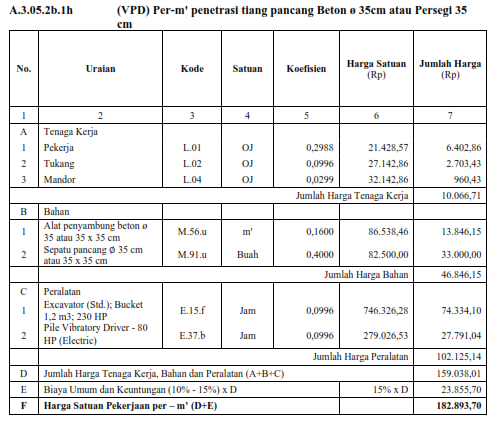 A.3.05.2b.1h (VPD) Per-m' penetrasi tiang pancang Beton ø 35cm atau Persegi 35
cm
No. Uraian Kode Satuan Koefisien Harga Satuan (Rp) Jumlah Harga (Rp)
1 2 3 4 5 6 7
A Tenaga Kerja
1 Pekerja L.01 OJ 0,2988 21.428,57 6.402,86
2 Tukang L.02 OJ 0,0996 27.142,86 2.703,43
3 Mandor L.04 OJ 0,0299 32.142,86 960,43
Jumlah Harga Tenaga Kerja 10.066,71
B Bahan
1 Alat penyambung beton ø
35 atau 35 x 35 cm M.56.u m' 0,1600 86.538,46 13.846,15
2 Sepatu pancang Ø 35 cm
atau 35 x 35 cm M.91.u Buah 0,4000 82.500,00 33.000,00
Jumlah Harga Bahan 46.846,15
C Peralatan
1 Excavator (Std.); Bucket
1,2 m3; 230 HP E.15.f Jam 0,0996 746.326,28 74.334,10
2 Pile Vibratory Driver - 80
HP (Electric) E.37.b Jam 0,0996 279.026,53 27.791,04
Jumlah Harga Peralatan 102.125,14
D Jumlah Harga Tenaga Kerja, Bahan dan Peralatan (A+B+C) 159.038,01
E Biaya Umum dan Keuntungan (10% - 15%) x D 15% x D 23.855,70
F Harga Satuan Pekerjaan per – m’ (D+E) 182.893,70